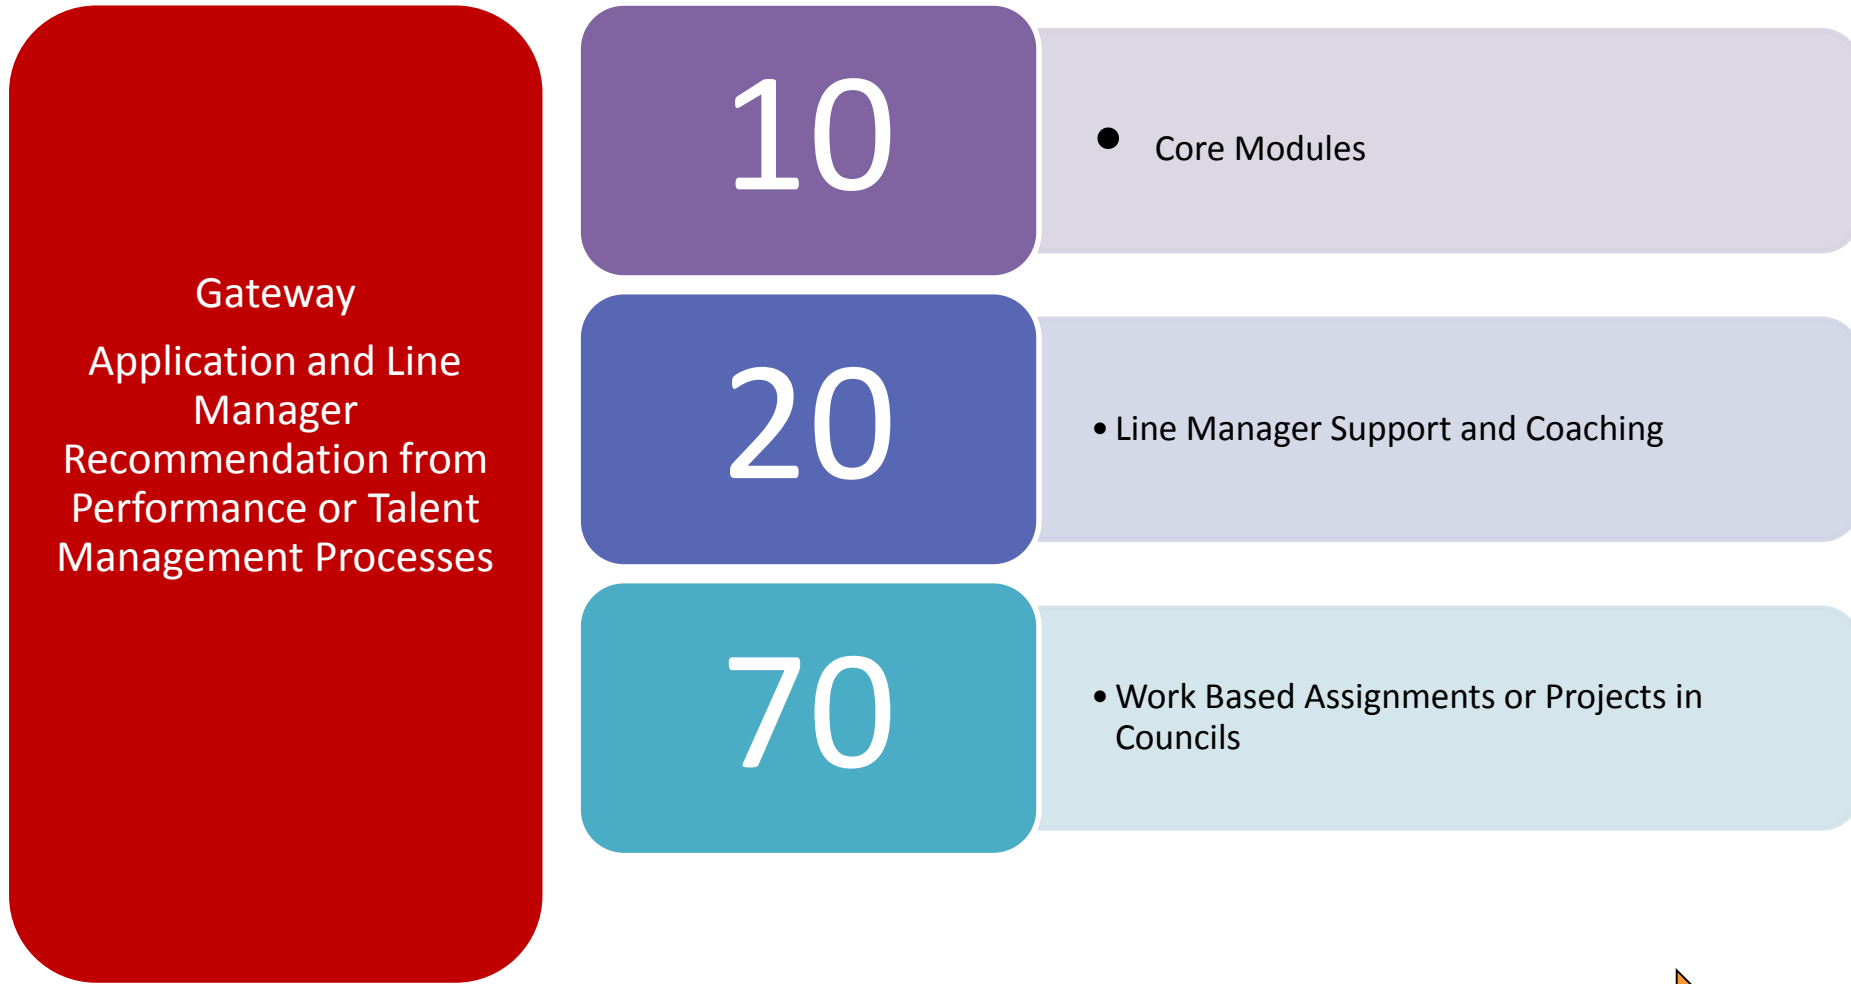 Gateway
Application and Line
Manager
Recommendation from
Performance or Talent
Management Processes
10
• Core Modules
20
• Line Manager Support and Coaching
70
• Work Based Assignments or Projects in
Councils